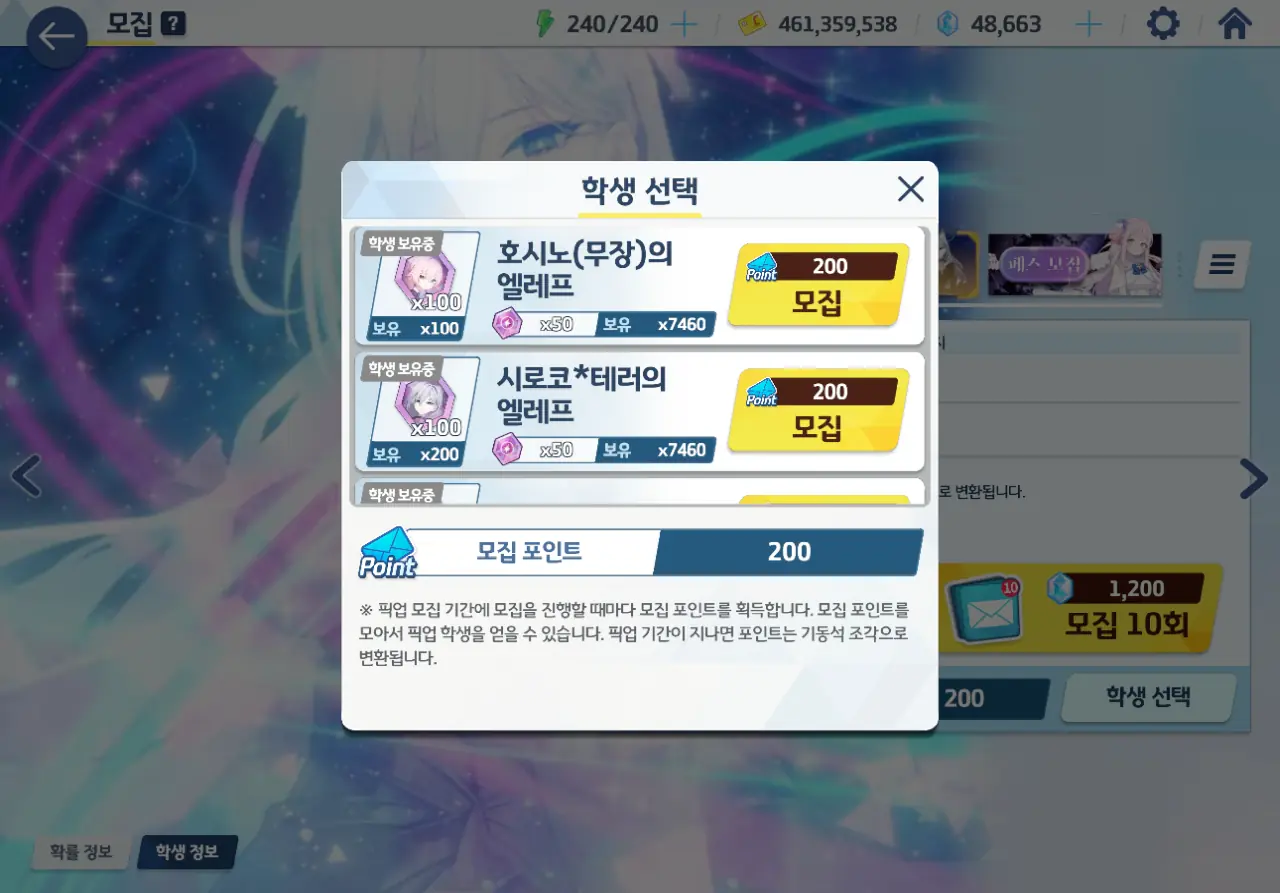 모집 ?
240/240
461,359,538
48,663
학생 선택
학생 보유중
x100
보유 x100
호시노(무장)의
엘레프
x50 보유 x7460
Point 200
모집
학생 보유중
x100
보유 x200
시로코*테러의
엘레프
x50 보유 x7460
Point 200
모집
학생 보유중
Point 모집 포인트 200
※ 픽업 모집 기간에 모집을 진행할 때마다 모집 포인트를 획득합니다. 모집 포인트를
모아서 픽업 학생을 얻을 수 있습니다. 픽업 기간이 지나면 포인트는 기동석 조각으로
변환됩니다.
페스 모집
로 변환됩니다.
10
1,200
모집 10회
200
학생 선택
확률 정보
학생 정보